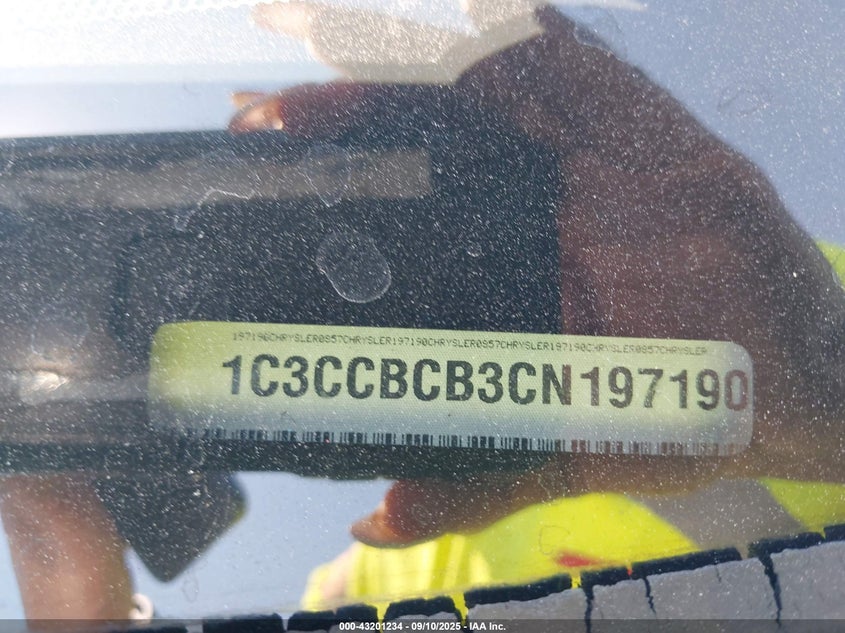 197190CHRYSLER0957CHRYSLER197190CHRYSLER0957CHRYSLER197190CHRYSLER0957CHRYSLER
1C3CCBCB3CN197190
000-43201234 - 09/10/2025 - IAA Inc.